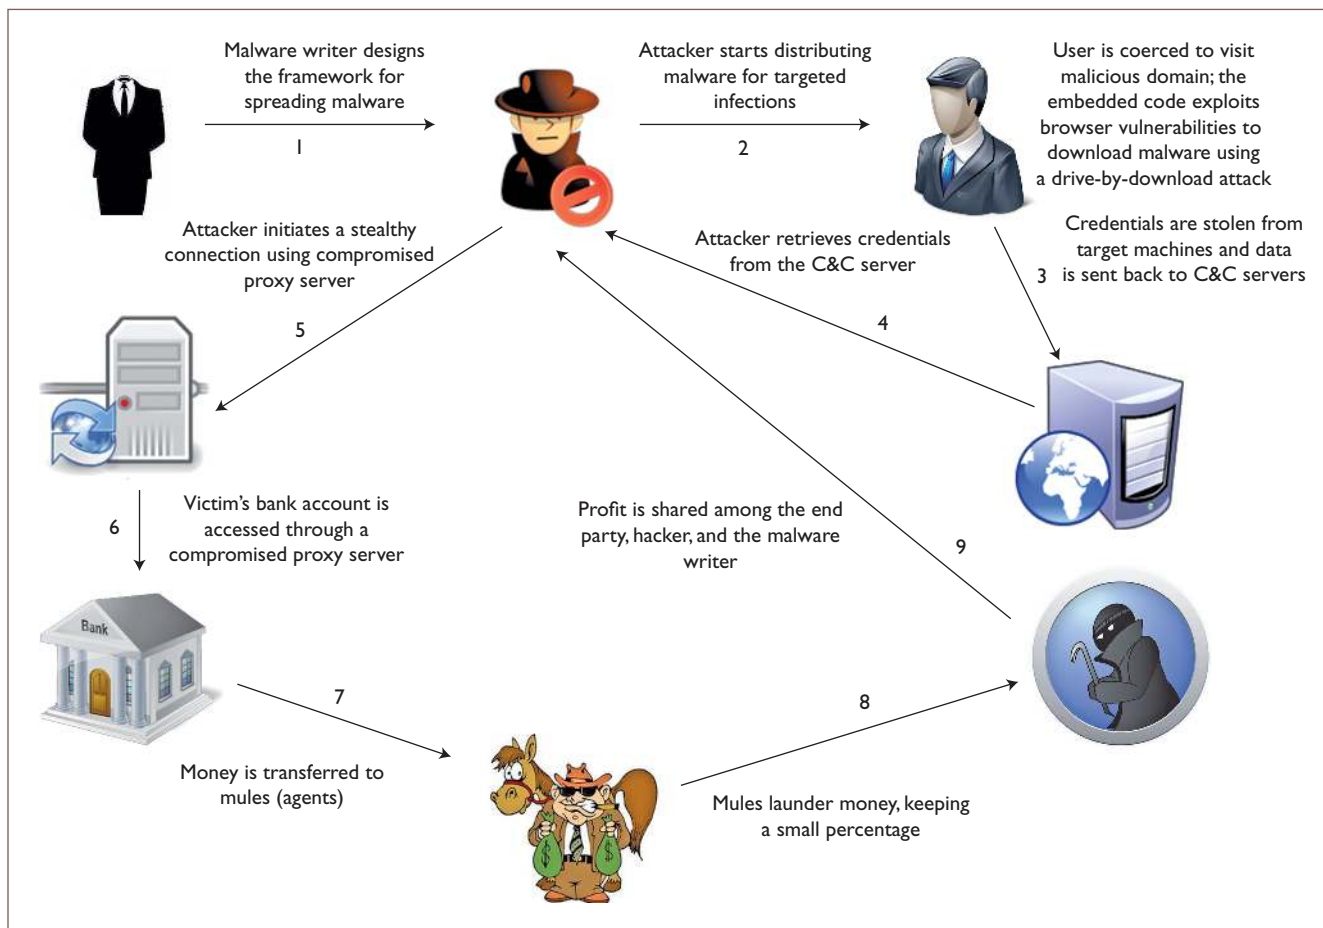 Malware writer designs
the framework for
spreading malware
1
Attacker starts distributing
malware for targeted
infections
2
User is coerced to visit
malicious domain; the
embedded code exploits
browser vulnerabilities to
download malware using
a drive-by-download attack
Credentials are stolen from
target machines and data
is sent back to C&C servers
3
Attacker retrieves credentials
from the C&C server
4
Attacker initiates a stealthy
connection using compromised
proxy server
5
6
Victim's bank account is
accessed through a
compromised proxy server
Bank
7
Money is transferred to
mules (agents)
$
$
8
Mules launder money, keeping
a small percentage
Profit is shared among the end
party, hacker, and the malware
writer
9